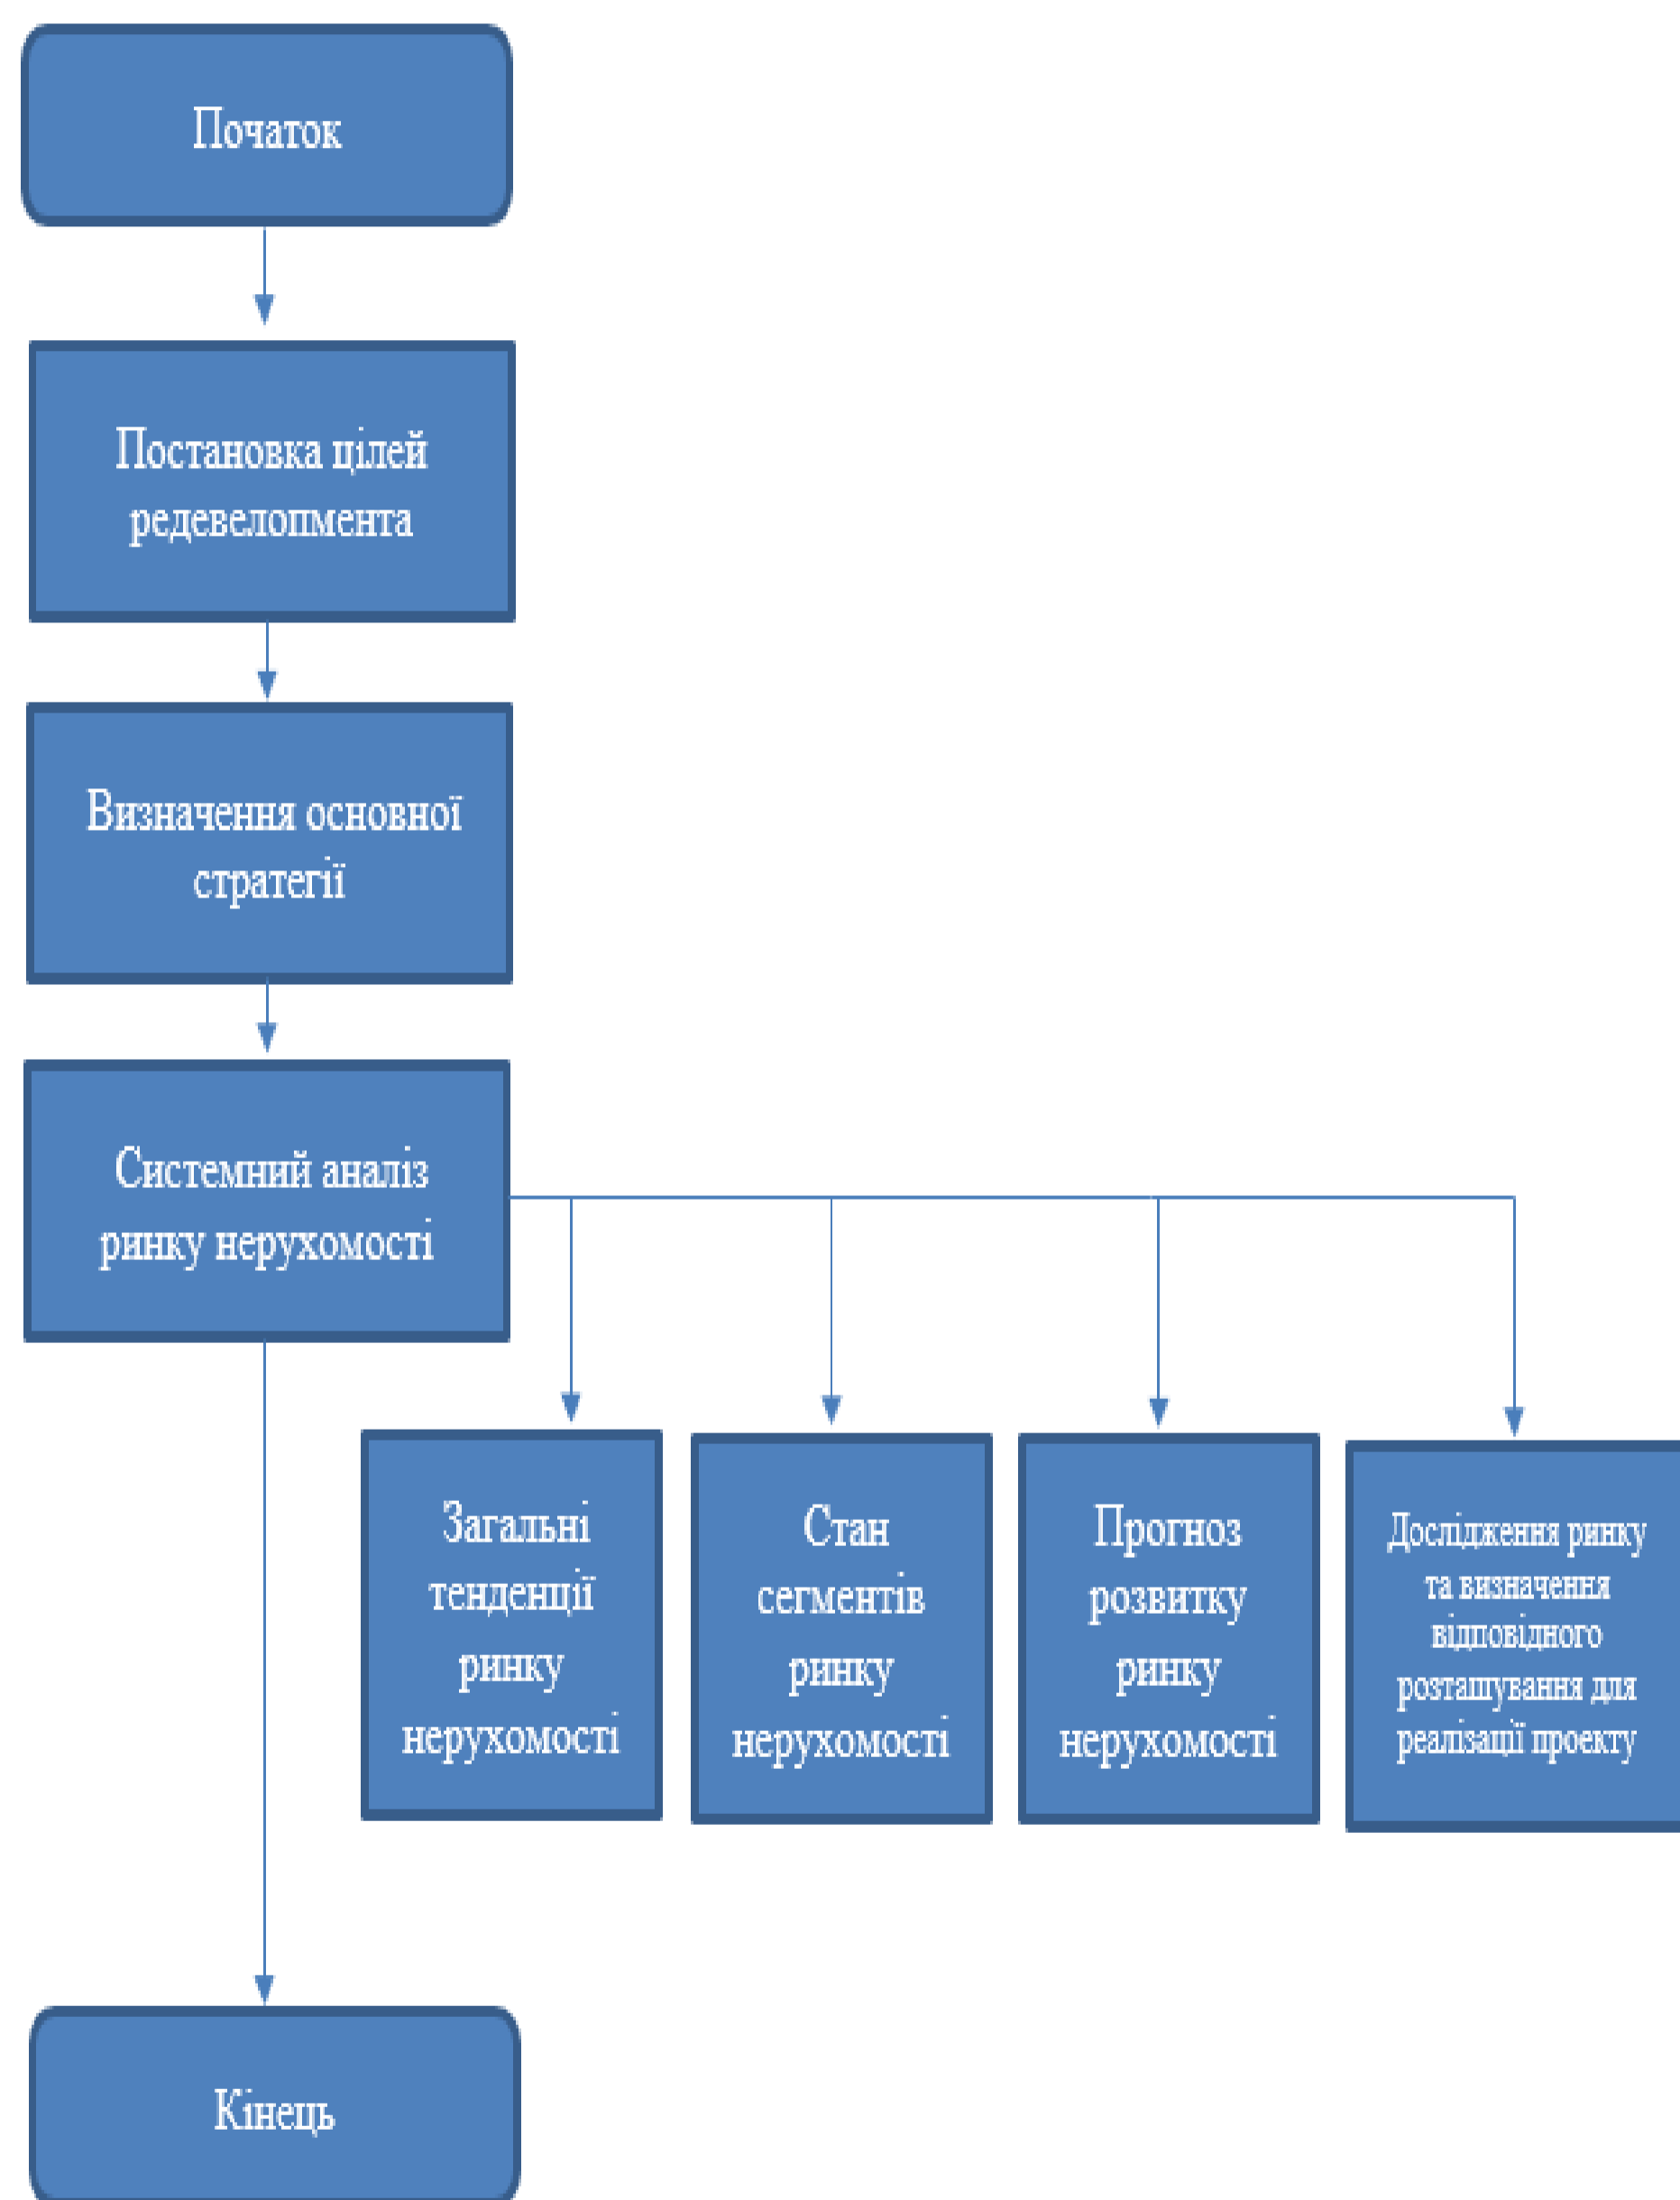 Початок
Постановка цілей
редевелопмента
Визначення основної
стратегії
Системний аналіз
ринку нерухомості
Загальні
тенденції
ринку
нерухомості
Стан
сегментів
ринку
нерухомості
Прогноз
розвитку
ринку
нерухомості
Дослідження ринку
та визначення
відповідного
розташування для
реалізації проекту
Кінець